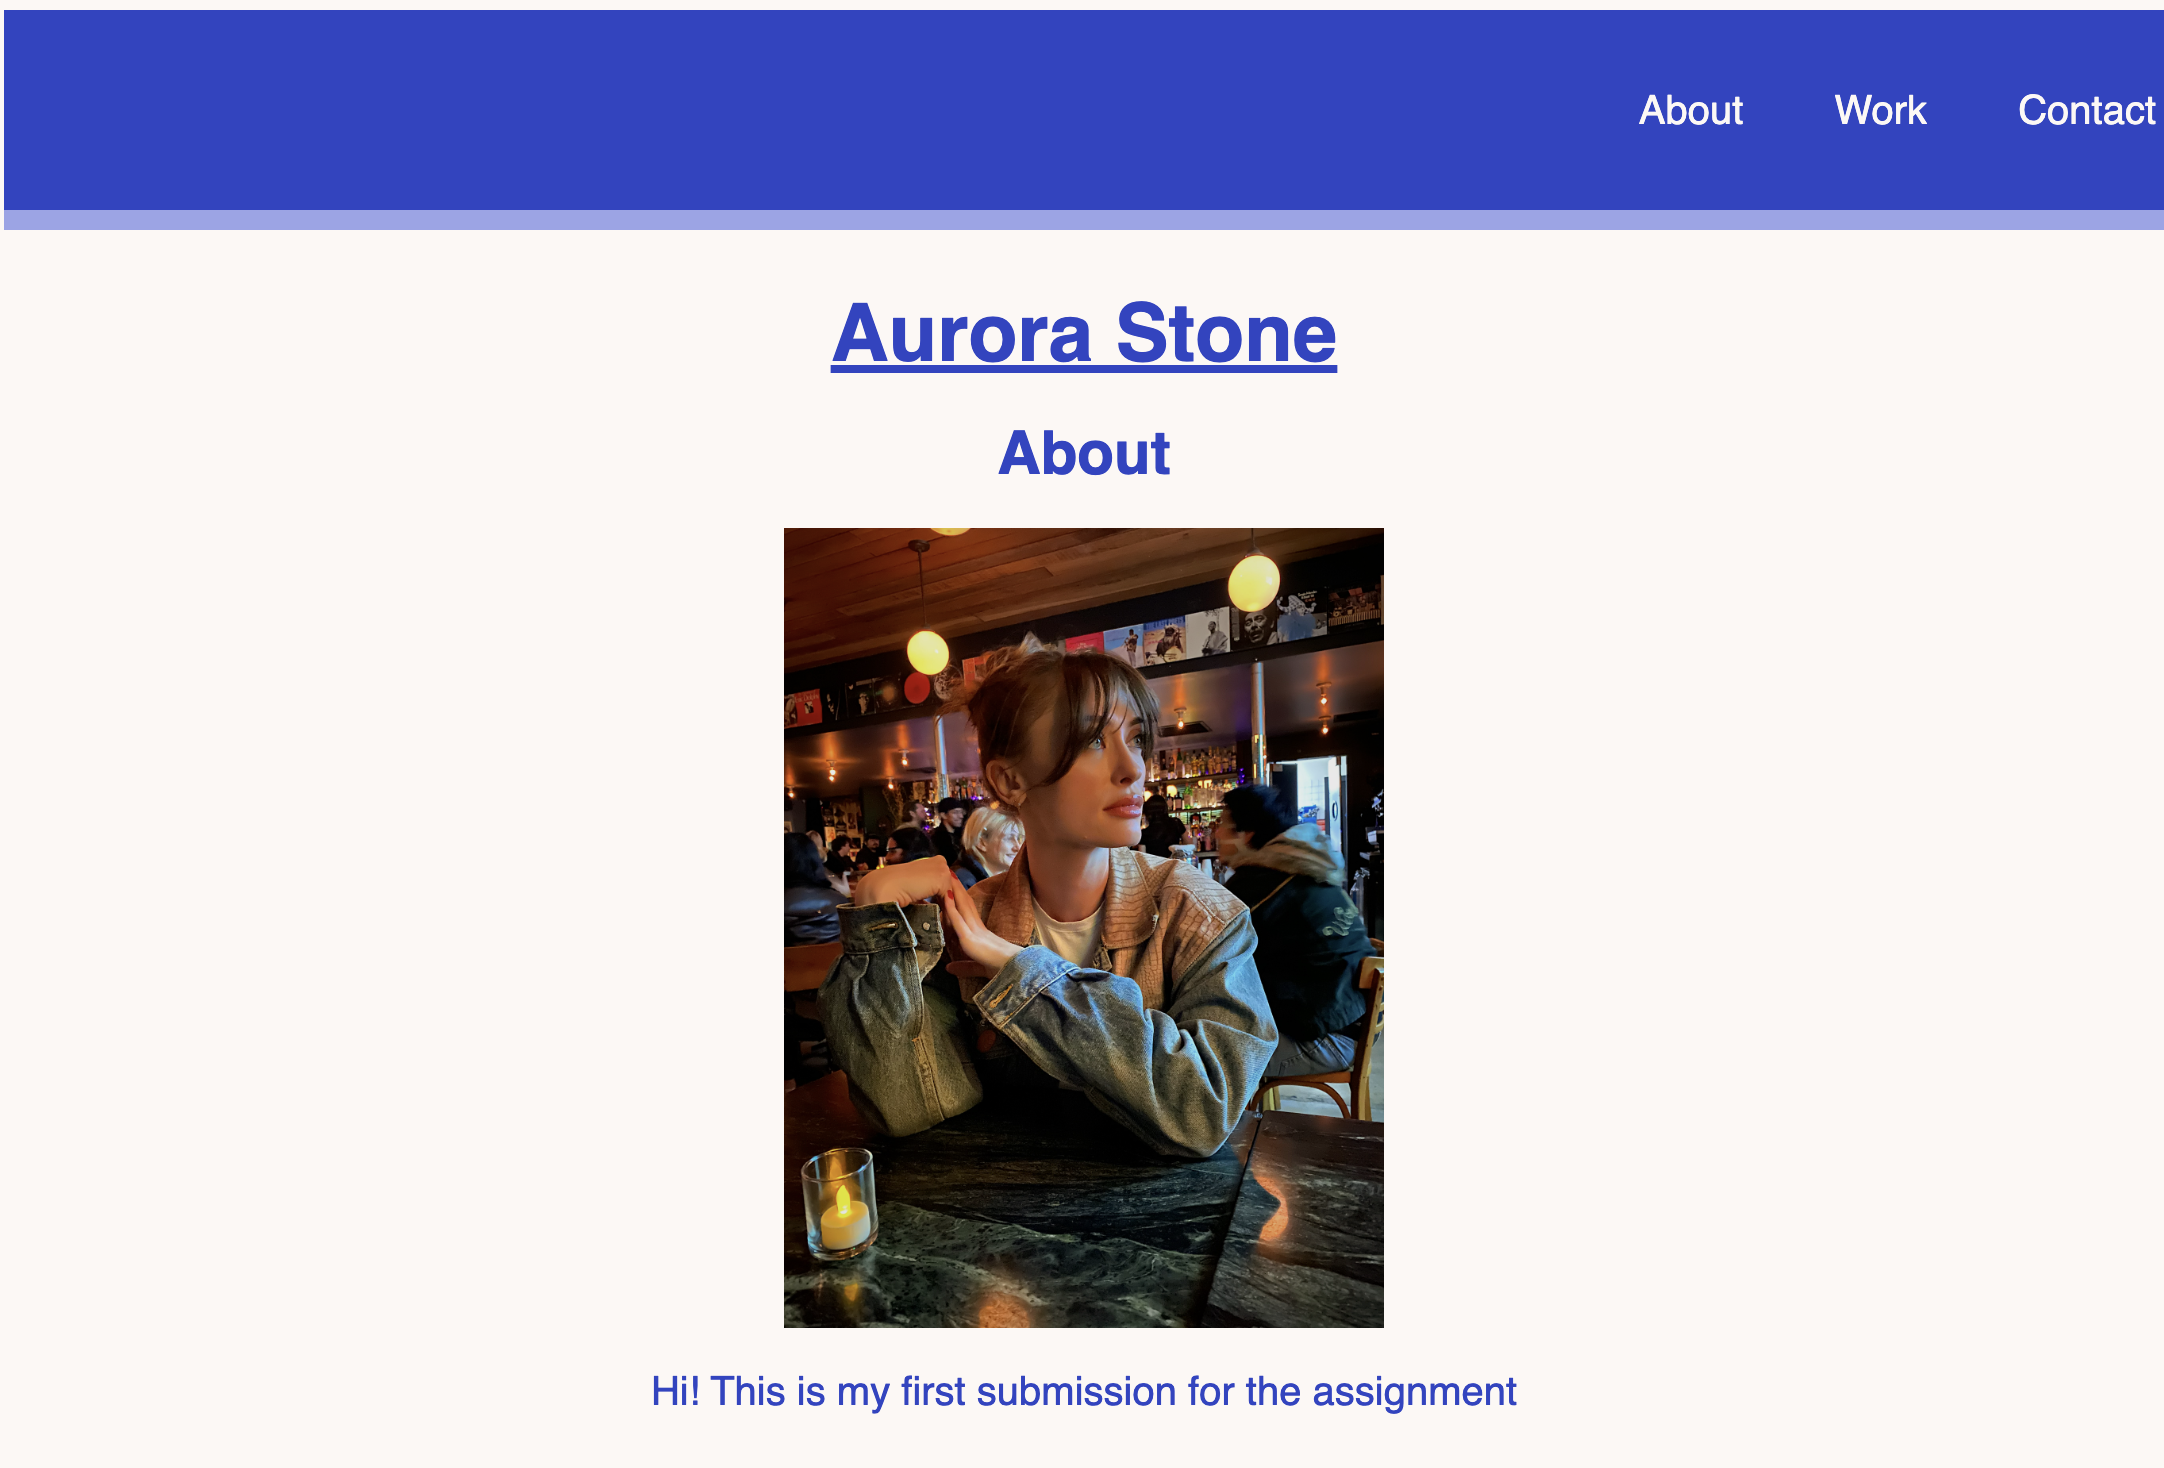 About Work Contact
Aurora Stone
About
Hi! This is my first submission for the assignment